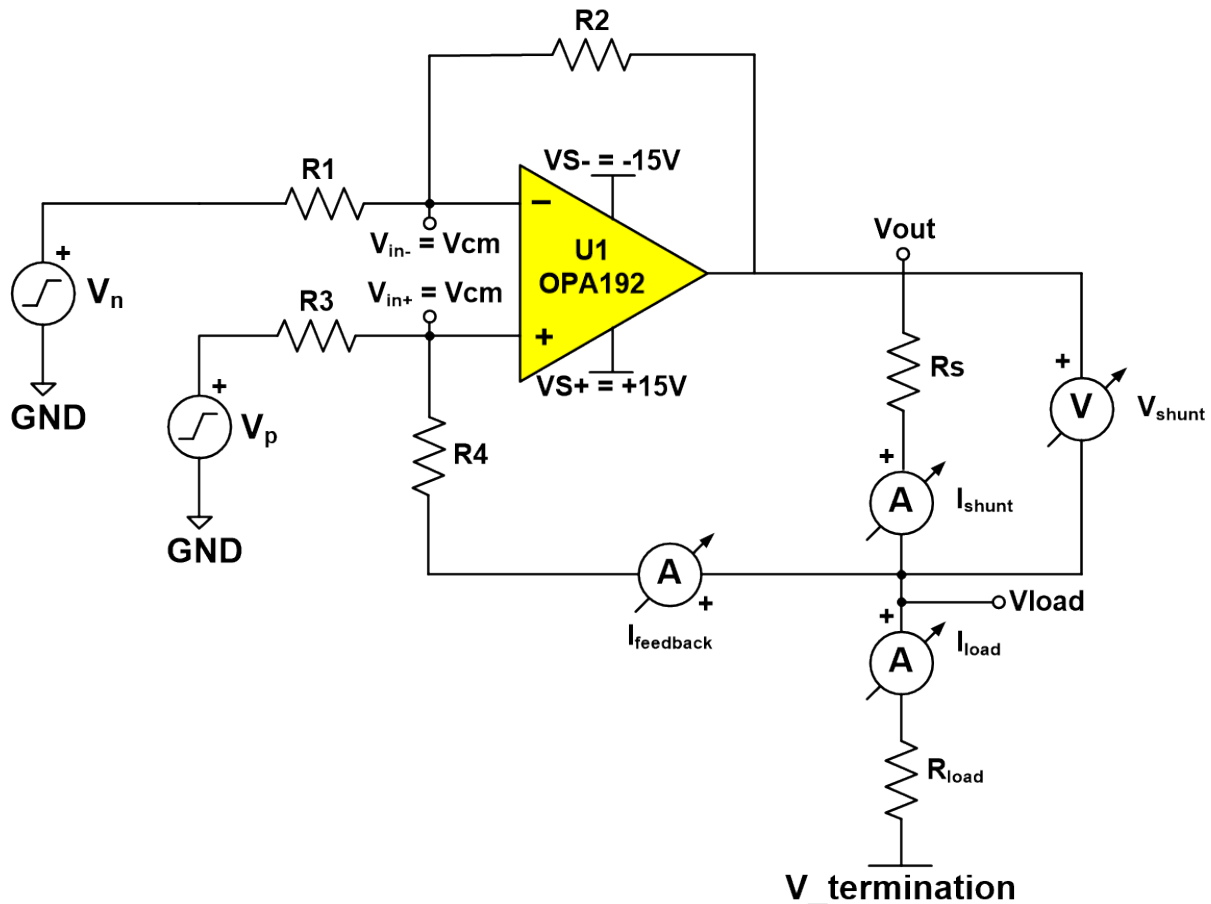 R2
VS- = -15V
R1
Vin- = Vcm
Vout
+
−
U1
OPA192
Vn
Vin+ = Vcm
R3
+
+
Rs
+
V
Vshunt
VS+ = +15V
GND
+
Vp
R4
+
A
Ishunt
GND
A
+
Ifeedback
Vload
+
A
Iload
Rload
V_termination